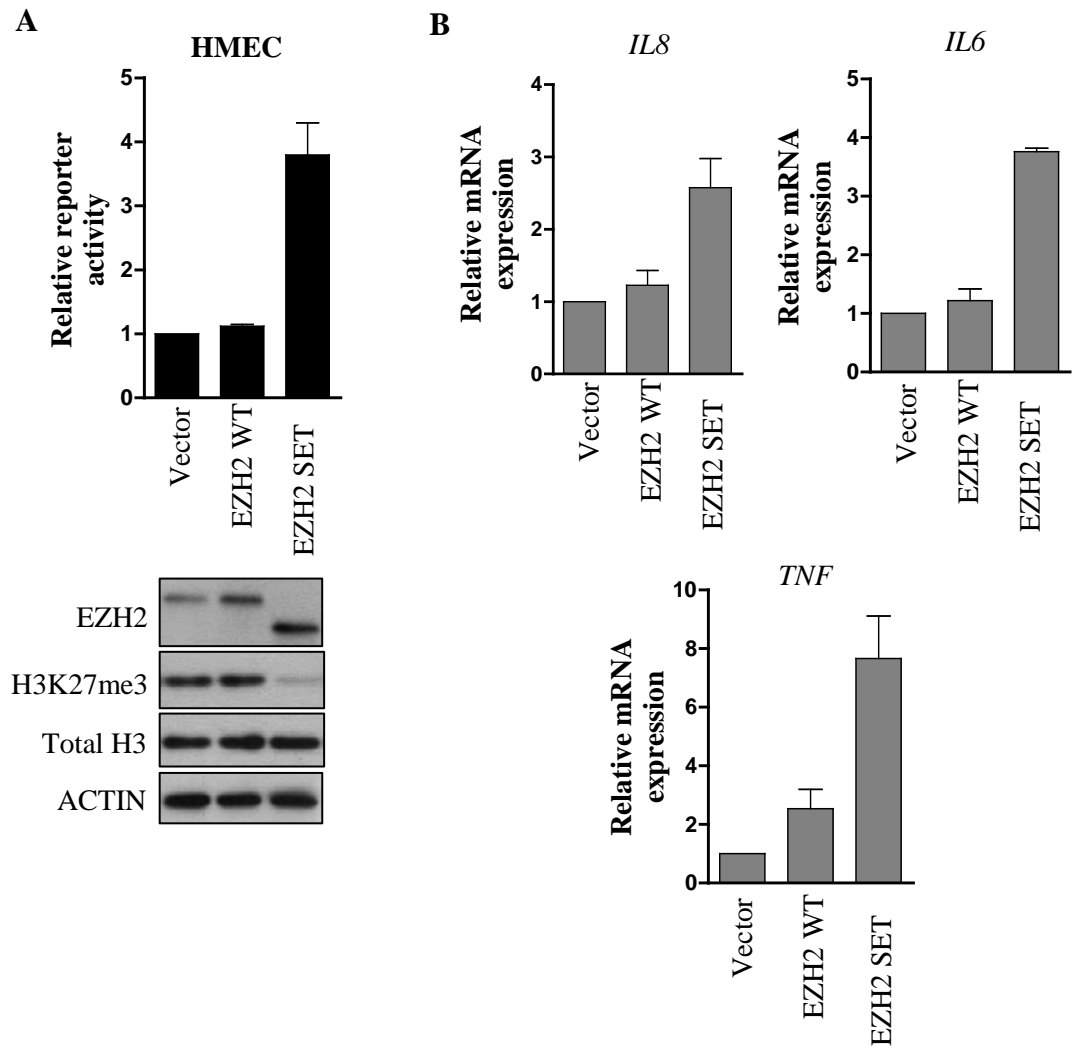 A
HMEC
Relative reporter
activity
5
4
3
2
1
0
Vector
EZH2 WT
EZH2 SET
EZH2
H3K27me3
Total H3
ACTIN
B
IL8
Relative mRNA
expression
4
3
2
1
0
Vector
EZH2 WT
EZH2 SET
IL6
Relative mRNA
expression
5
4
3
2
1
0
Vector
EZH2 WT
EZH2 SET
TNF
Relative mRNA
expression
10
8
6
4
2
0
Vector
EZH2 WT
EZH2 SET